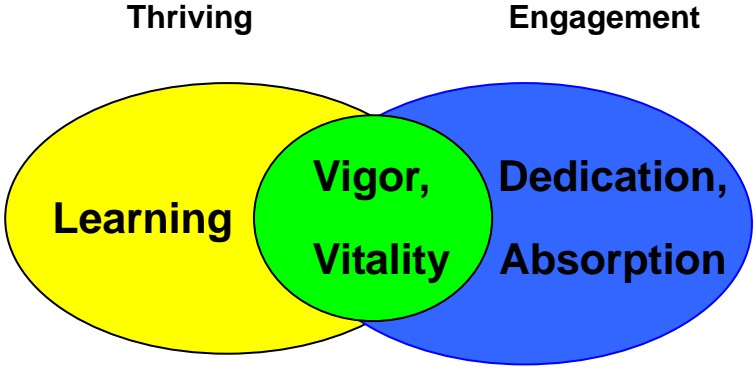 Thriving
Engagement
Learning
Vigor,
Vitality
Dedication,
Absorption